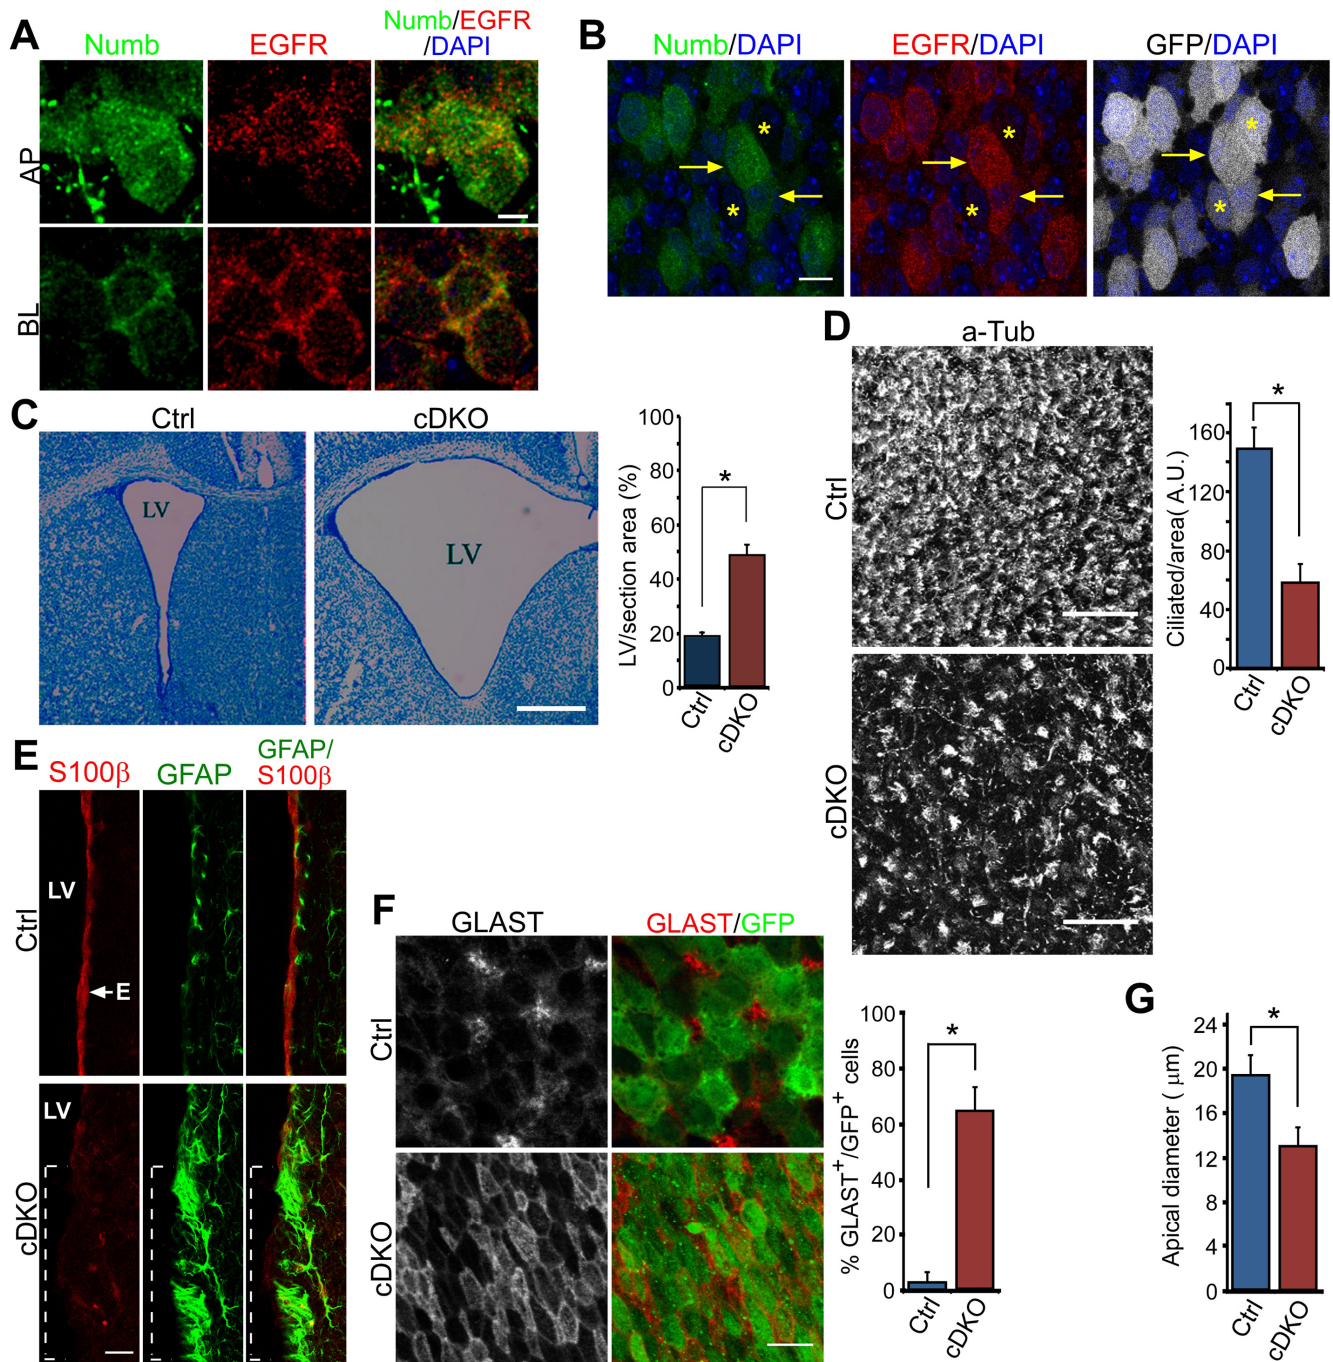 A
Numb
EGFR
Numb/EGFR
/DAPI
AP
BL
B
Numb/DAPI
EGFR/DAPI
GFP/DAPI
*
*
*
*
*
*
C
Ctrl
cDKO
LV
LV
LV/section area (%)
100
80
60
40
20
0
*
Ctrl
cDKO
D
a-Tub
Ctrl
cDKO
Ciliated/area( A.U.)
160
120
80
40
0
*
Ctrl
cDKO
E
S100β
GFAP
GFAP/
S100β
Ctrl
LV
E
cDKO
LV
F
GLAST
GLAST/GFP
Ctrl
cDKO
% GLAST+/GFP+ cells
100
80
60
40
20
0
*
Ctrl
cDKO
G
Apical diameter ( μm)
24
20
16
12
8
4
0
*
Ctrl
cDKO